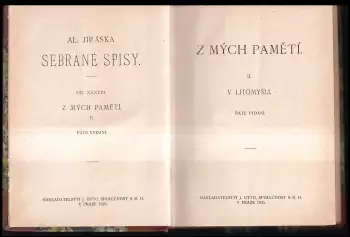 AL. JIRÁSKA
SEBRANÉ SPISY.
DÍL XXXVIII
Z MÝCH PAMĚTÍ.
II.
PÁTÉ VYDÁNÍ.
NAKLADATELSTVÍ J. OTTO, SPOLEČNOST S R. O.
V PRAZE 1925.
Z MÝCH PAMĚTÍ.
II.
V LITOMYŠLI.
PÁTÉ VYDÁNÍ.
NAKLADATELSTVÍ J. OTTO, SPOLEČNOST S R. O.
V PRAZE 1925.